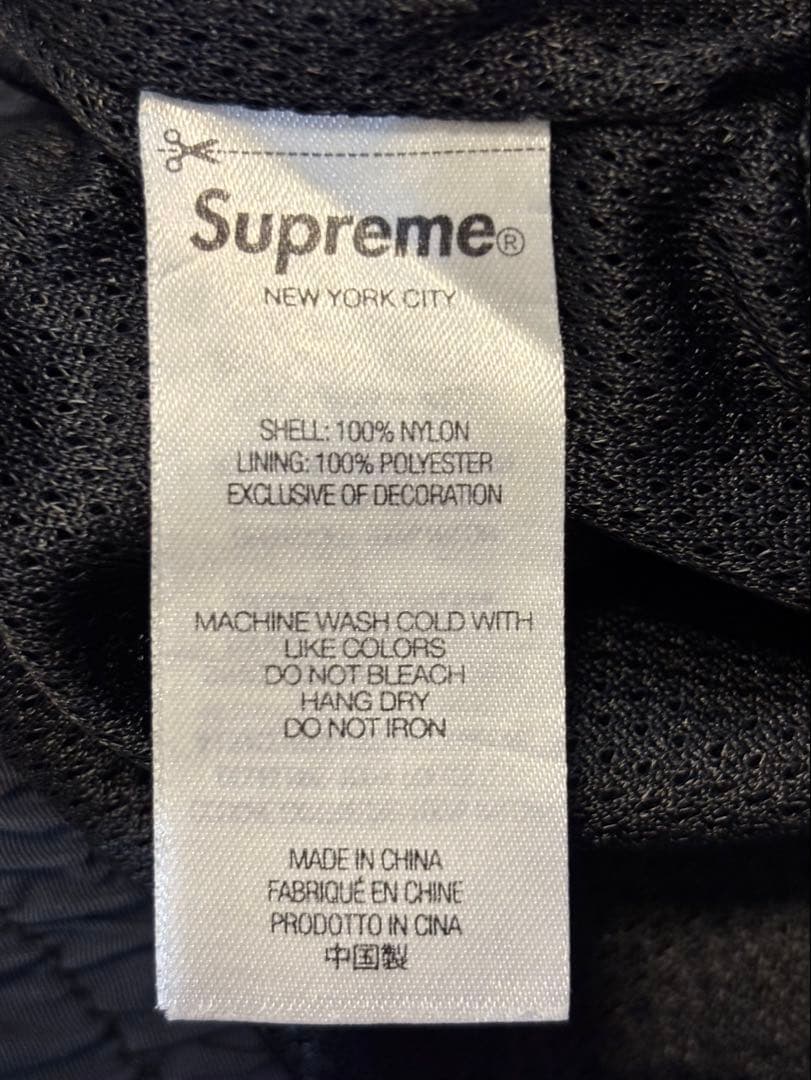 Supreme®
NEW YORK CITY
SHELL: 100% NYLON
LINING: 100% POLYESTER
EXCLUSIVE OF DECORATION
MACHINE WASH COLD WITH
LIKE COLORS
DO NOT BLEACH
HANG DRY
DO NOT IRON
MADE IN CHINA
FABRIQUÉ EN CHINE
PRODOTTO IN CINA
中国製